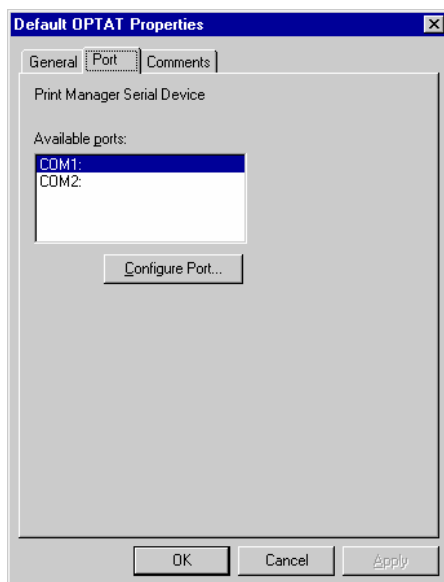 Default OPTAT Properties
General Port Comments
Print Manager Serial Device
Available ports:
COM1:
COM2:
Configure Port...
OK Cancel Apply